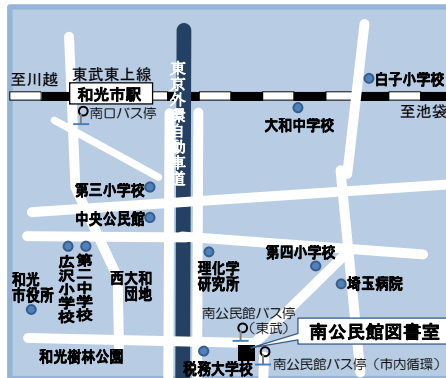 至川越
東武東上線
和光市駅
南口バス停
東京外環自動車道
白子小学校
至池袋
大和中学校
第三小学校
中央公民館
和光
市役所
広沢小学校
第二中学校
西大和
団地
理化学
研究所
第四小学校
埼玉病院
南公民館バス停
(東武)
南公民館図書室
和光樹林公園
税務大学校
南公民館バス停(市内循環)